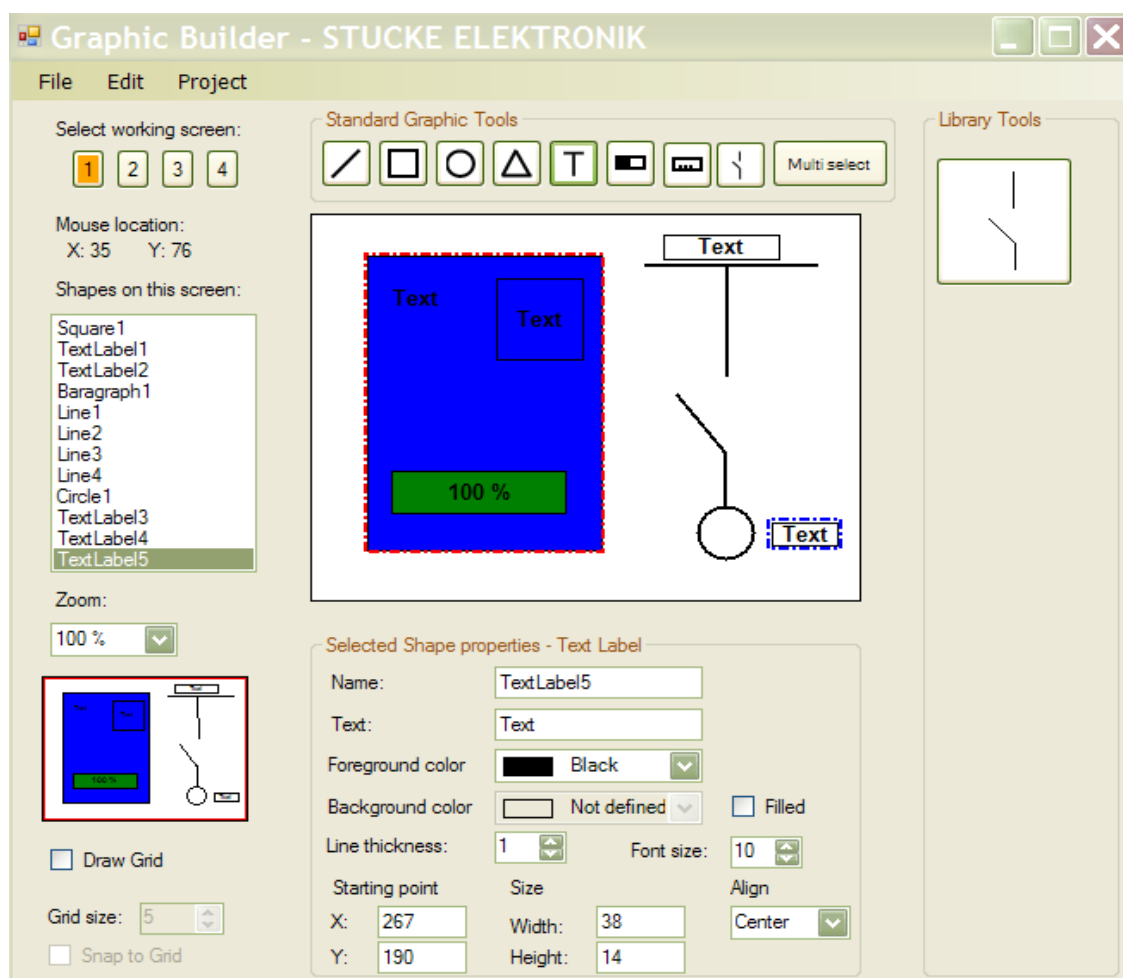 Graphic Builder - STUCKE ELEKTRONIK
File Edit Project
Select working screen:
1 2 3 4
Mouse location:
X: 35 Y: 76
Shapes on this screen:
Square1
TextLabel1
TextLabel2
Baragraph1
Line1
Line2
Line3
Line4
Circle1
TextLabel3
TextLabel4
TextLabel5
Zoom:
100 %
100 %
Draw Grid
Grid size: 5
Snap to Grid
Standard Graphic Tools
T
Multi select
Text
Text
Text
100 %
Text
Selected Shape properties - Text Label
Name: TextLabel5
Text: Text
Foreground color Black
Background color Not defined Filled
Line thickness: 1 Font size: 10
Starting point Size Align
X: 267 Width: 38 Center
Y: 190 Height: 14
Library Tools